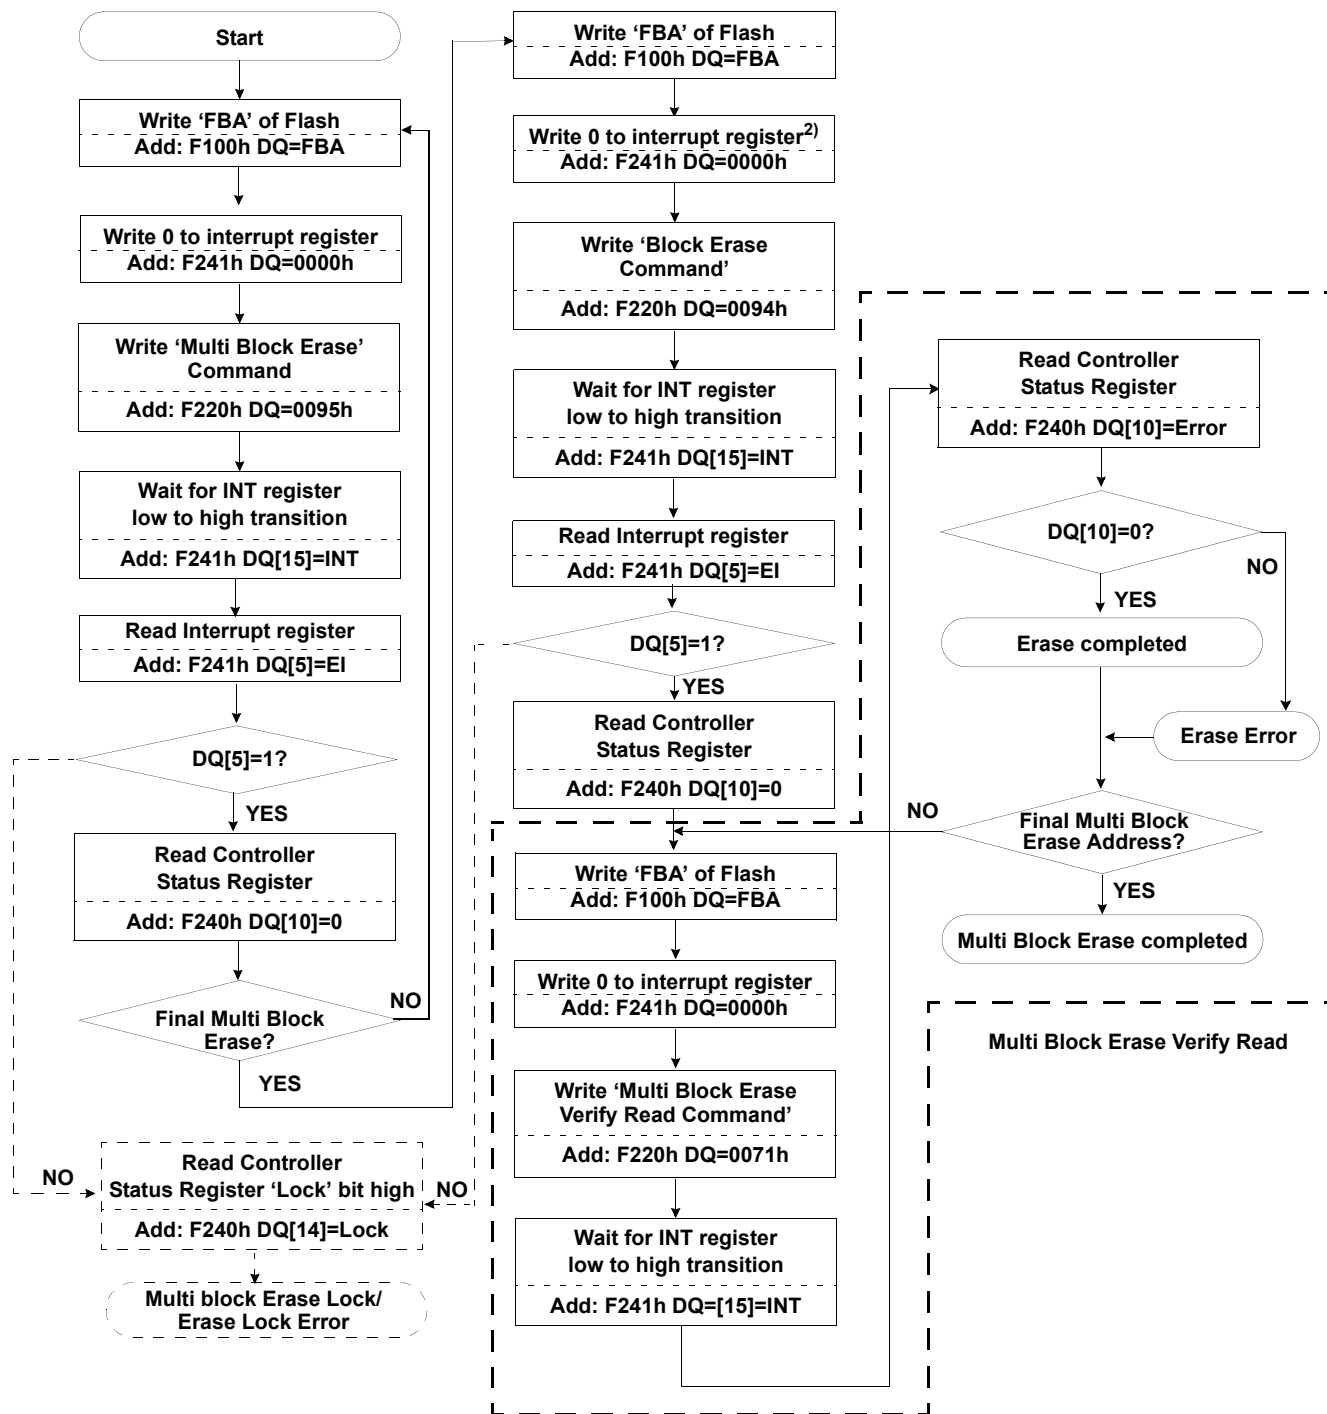 Start
Write ‘FBA’ of Flash
Add: F100h DQ=FBA
Write 0 to interrupt register
Add: F241h DQ=0000h
Write ‘Multi Block Erase’
Command
Add: F220h DQ=0095h
Wait for INT register
low to high transition
Add: F241h DQ[15]=INT
Read Interrupt register
Add: F241h DQ[5]=EI
DQ[5]=1?
YES
Read Controller
Status Register
Add: F240h DQ[10]=0
NO
Final Multi Block
Erase?
YES
NO
Read Controller
Status Register ‘Lock’ bit high
Add: F240h DQ[14]=Lock
Multi block Erase Lock/
Erase Lock Error
Write ‘FBA’ of Flash
Add: F100h DQ=FBA
Write 0 to interrupt register2)
Add: F241h DQ=0000h
Write ‘Block Erase
Command’
Add: F220h DQ=0094h
Wait for INT register
low to high transition
Add: F241h DQ[15]=INT
Read Interrupt register
Add: F241h DQ[5]=EI
DQ[5]=1?
YES
NO
Read Controller
Status Register
Add: F240h DQ[10]=0
Write ‘FBA’ of Flash
Add: F100h DQ=FBA
Write 0 to interrupt register
Add: F241h DQ=0000h
Write ‘Multi Block Erase
Verify Read Command’
Add: F220h DQ=0071h
Wait for INT register
low to high transition
Add: F241h DQ=[15]=INT
Read Controller
Status Register
Add: F240h DQ[10]=Error
DQ[10]=0?
NO
YES
Erase completed
Erase Error
NO
Final Multi Block
Erase Address?
YES
Multi Block Erase completed
Multi Block Erase Verify Read